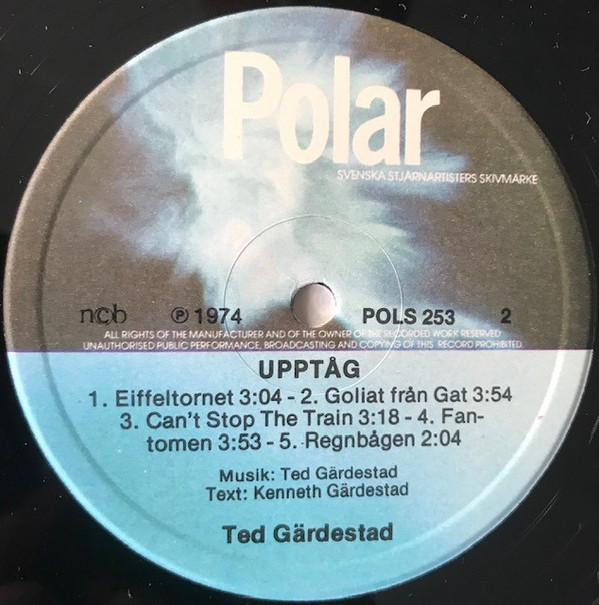 Polar
SVENSKA STJÄRNARTISTERS SKIVMÄRKE
ncb ℗ 1974 POLS 253 2
ALL RIGHTS OF THE MANUFACTURER AND OF THE OWNER OF THE RECORDED WORK RESERVED
UNAUTHORISED PUBLIC PERFORMANCE, BROADCASTING AND COPYING OF THIS RECORD PROHIBITED.
UPPTÅG
1. Eiffeltornet 3:04 - 2. Goliat från Gat 3:54
3. Can't Stop The Train 3:18 - 4. Fan-
tomen 3:53 - 5. Regnbågen 2:04
Musik: Ted Gärdestad
Text: Kenneth Gärdestad
Ted Gärdestad